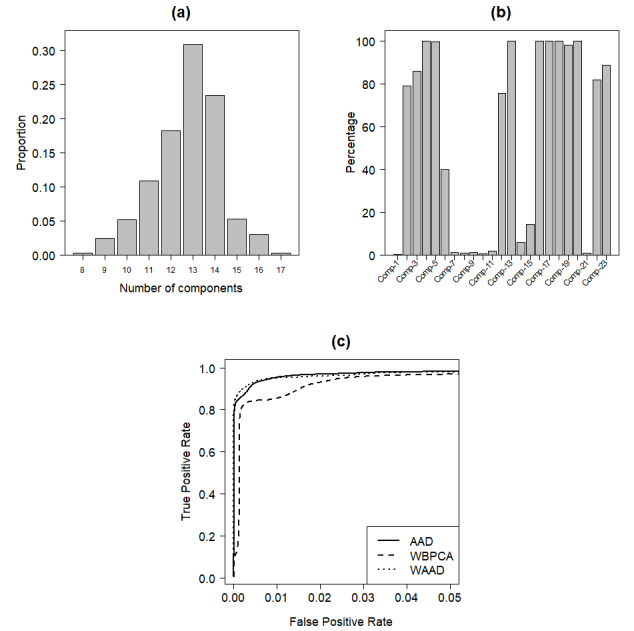 (a)
0.30
0.25
0.20
0.15
0.10
0.05
0.00
Proportion
8 9 10 11 12 13 14 15 16 17
Number of components
(b)
100
80
60
40
20
0
Percentage
Comp-1 Comp-3 Comp-5 Comp-7 Comp-9 Comp-11 Comp-13 Comp-15 Comp-17 Comp-19 Comp-21 Comp-23
(c)
1.0
0.8
0.6
0.4
0.2
0.0
True Positive Rate
AAD
WBPCA
WAAD
0.00 0.01 0.02 0.03 0.04 0.05
False Positive Rate